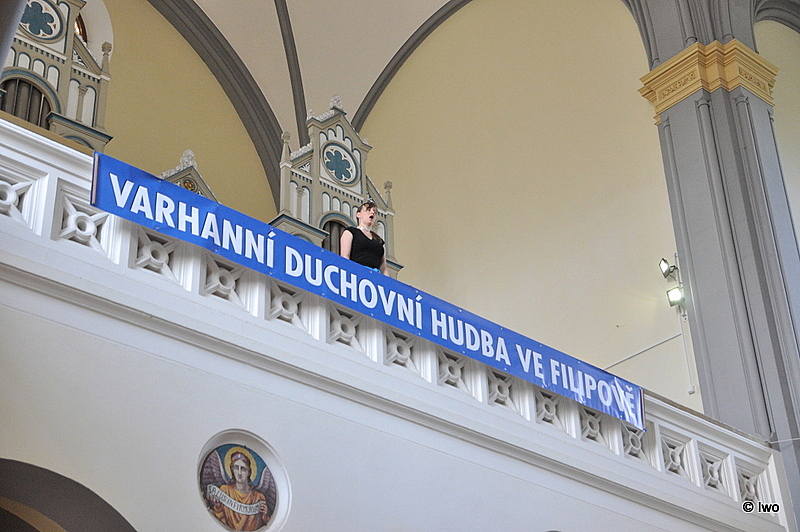 VARHANNÍ DUCHOVNÍ HUDBA VE FILIPOVĚ
© Iwo